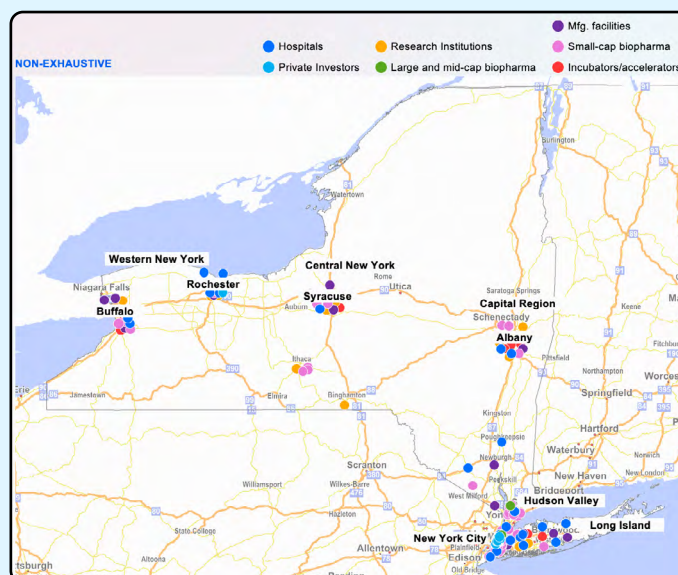 Mfg. facilities
Hospitals
Research Institutions
Small-cap biopharma
NON-EXHAUSTIVE
Private Investors
Large and mid-cap biopharma
Incubators/accelerators
Burlington
Watertown
Western New York
Central New York
Rome
Utica
Saratoga Springs
Niagara Falls
Rochester
Keene
Auburn
Syracuse
Capital Region
Buffalo
Schenectady
Albany
Ithaca
Pittsfield
Erie
Jamestown
Elmira
Binghamton
Northampton
Springfield
Kingston
Hartford
Poughkeepsie
Waterbury
Norwich
Scranton
Newburgh
New Haven
New London
Williamsport
Wilkes-Barre
Peekskill
Bridgeport
West Milford
Hudson Valley
Hazleton
Long Island
State College
New York City
Plainfield
Altoona
Allentown
Edison
Old Bridge